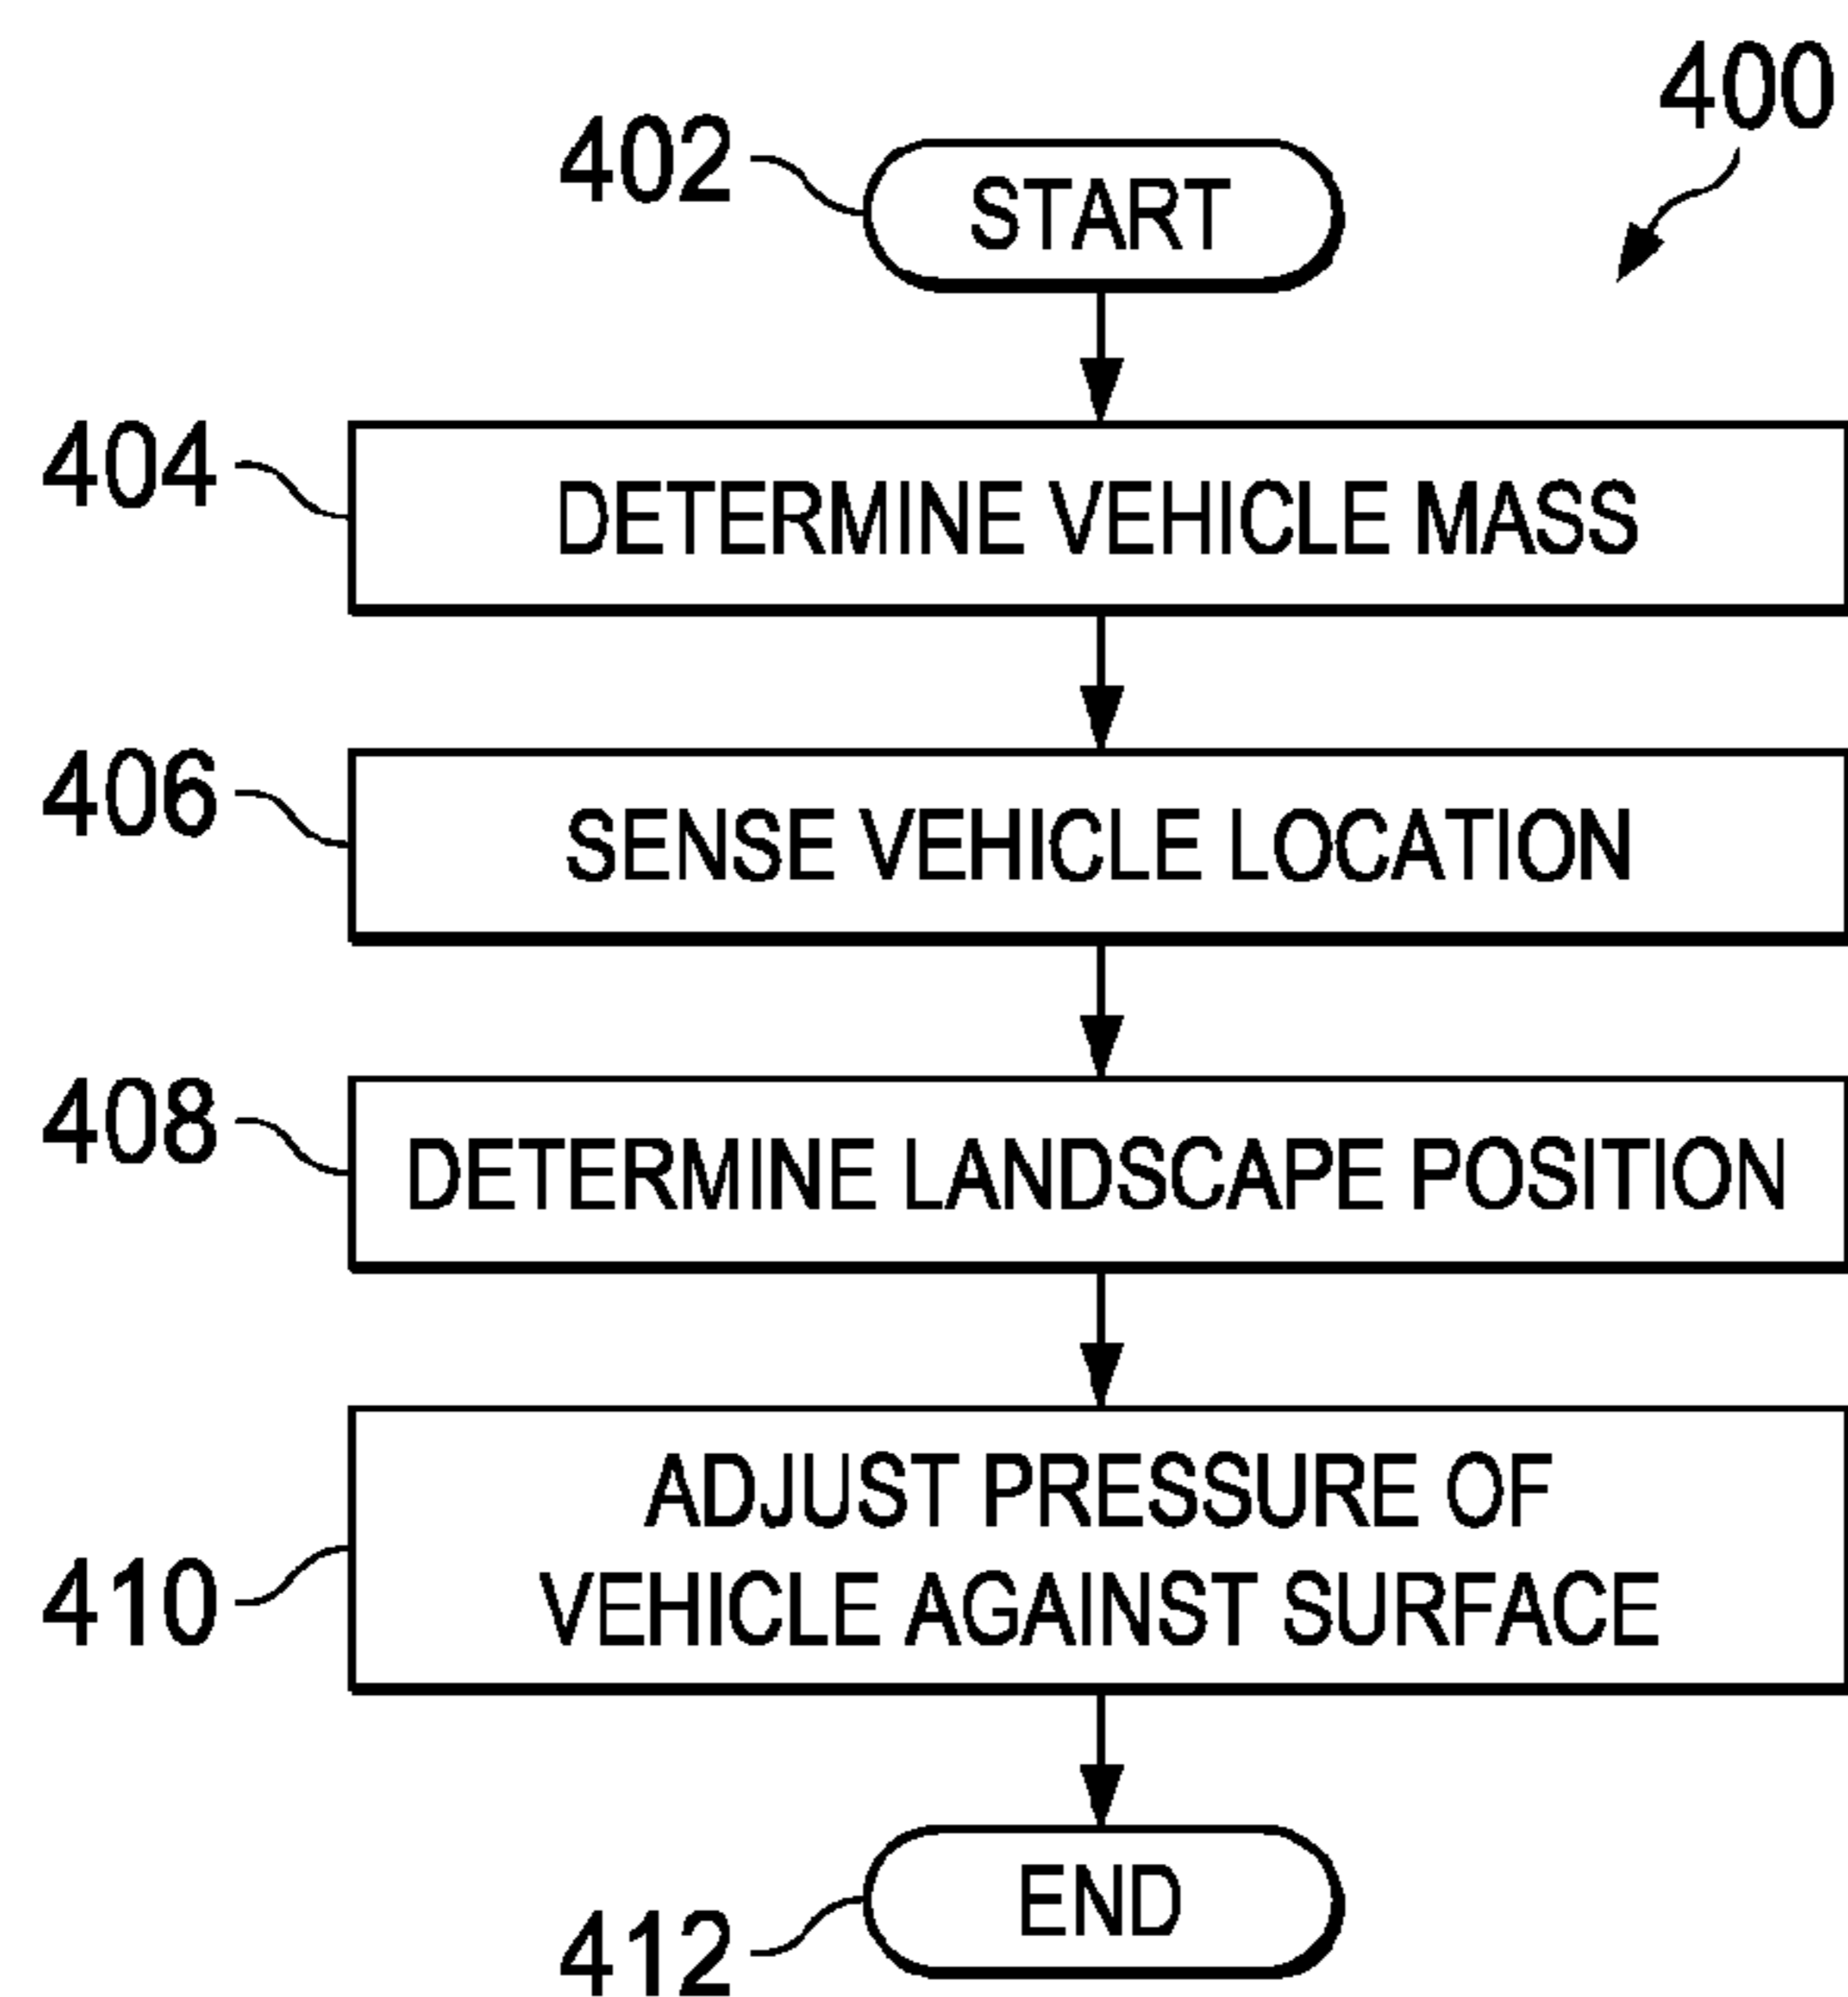 400
402
START
404
DETERMINE VEHICLE MASS
406
SENSE VEHICLE LOCATION
408
DETERMINE LANDSCAPE POSITION
410
ADJUST PRESSURE OF
VEHICLE AGAINST SURFACE
412
END